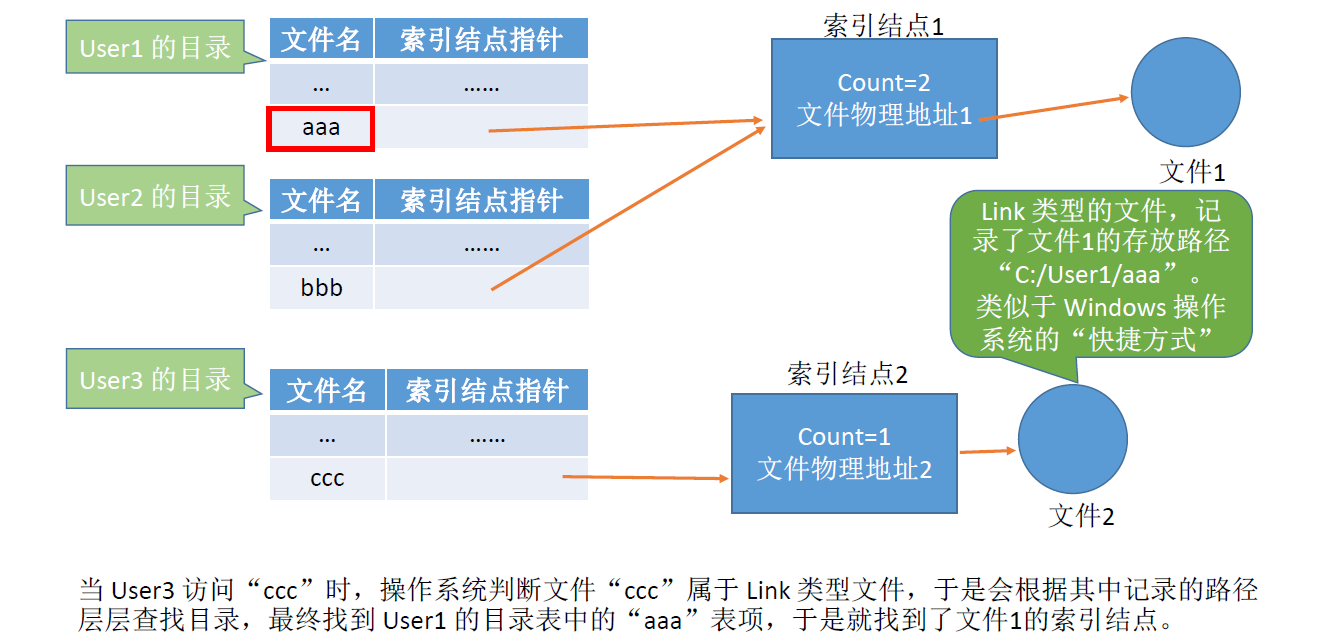 User1 的目录
文件名 索引结点指针
... ......
aaa
User2 的目录
文件名 索引结点指针
... ......
bbb
User3 的目录
文件名 索引结点指针
... ......
ccc
索引结点1
Count=2
文件物理地址1
文件1
Link 类型的文件，记
录了文件1的存放路径
“C:/User1/aaa”。
类似于 Windows 操作
系统的“快捷方式”
索引结点2
Count=1
文件物理地址2
文件2
当 User3 访问“ccc”时，操作系统判断文件“ccc”属于 Link 类型文件，于是会根据其中记录的路径
层层查找目录，最终找到 User1 的目录表中的“aaa”表项，于是就找到了文件1的索引结点。